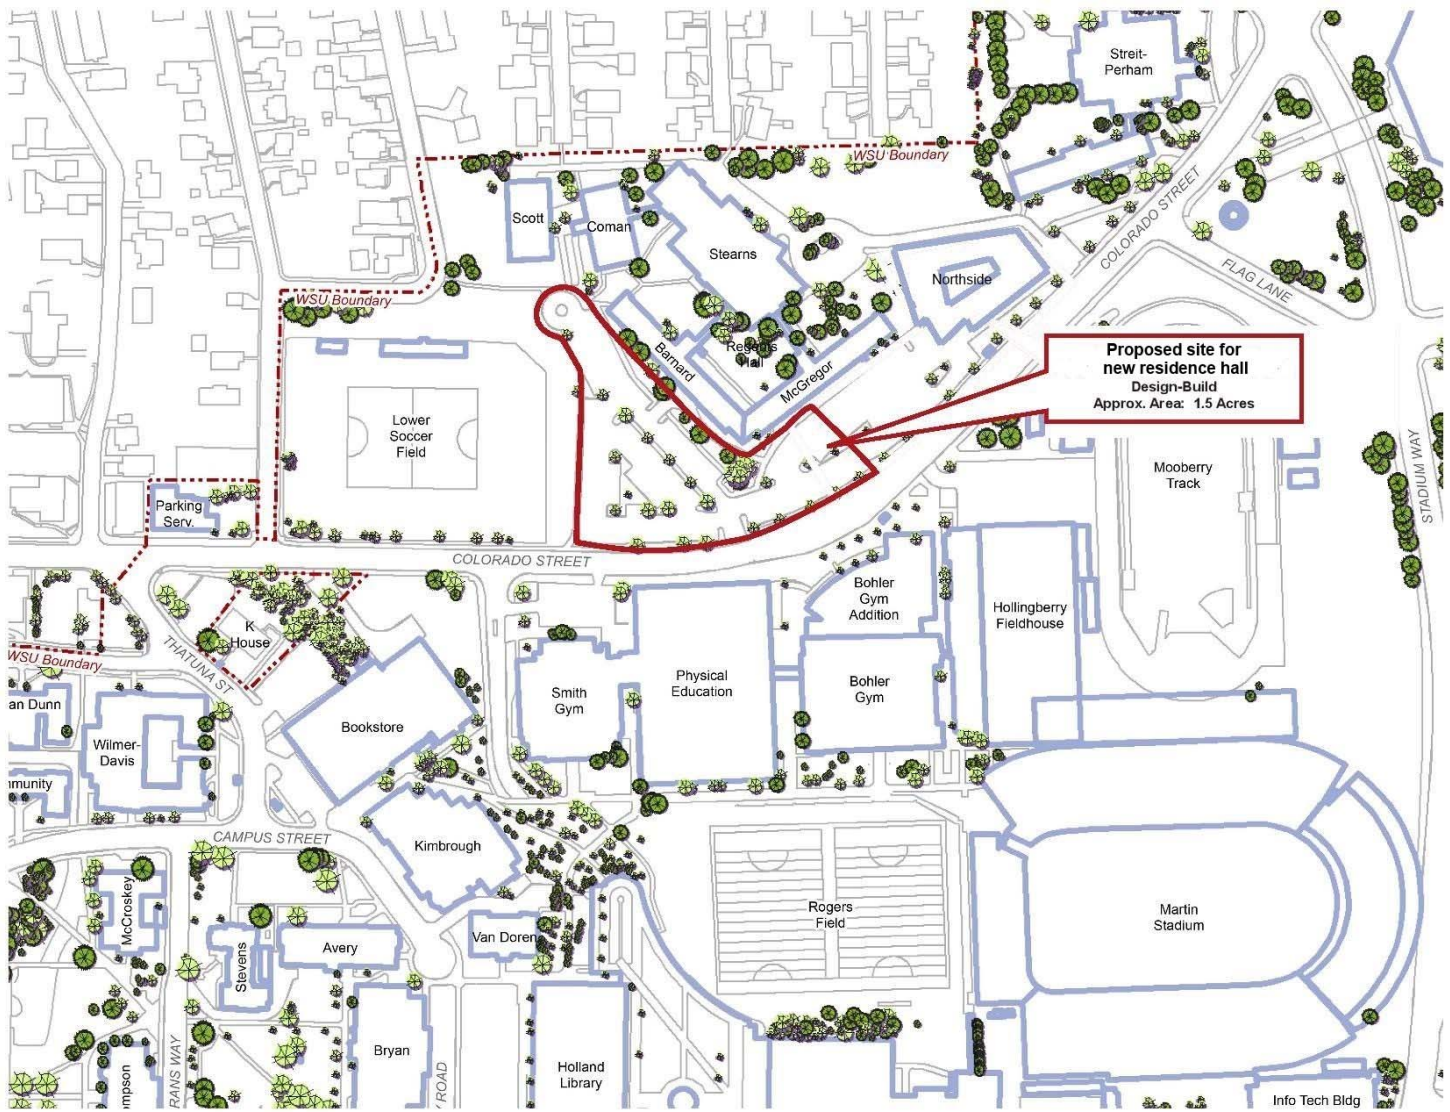 Streit-
Perham
WSU Boundary
WSU Boundary
Scott
Coman
Stearns
Northside
COLORADO STREET
FLAG LANE
Barnard
Regents
Hall
McGregor
Proposed site for
new residence hall
Design-Build
Approx. Area: 1.5 Acres
Lower
Soccer
Field
Mooberry
Track
STADIUM WAY
Parking
Serv.
COLORADO STREET
K
House
THATUNA ST
WSU Boundary
Bohler
Gym
Addition
Hollingberry
Fieldhouse
Smith
Gym
Physical
Education
Bohler
Gym
an Dunn
Wilmer-
Davis
Bookstore
mmunity
CAMPUS STREET
Kimbrough
McCroskey
Stevens
Avery
Van Doren
Rogers
Field
Martin
Stadium
Bryan
Holland
Library
ompson
RANS WAY
Y ROAD
Info Tech Bldg